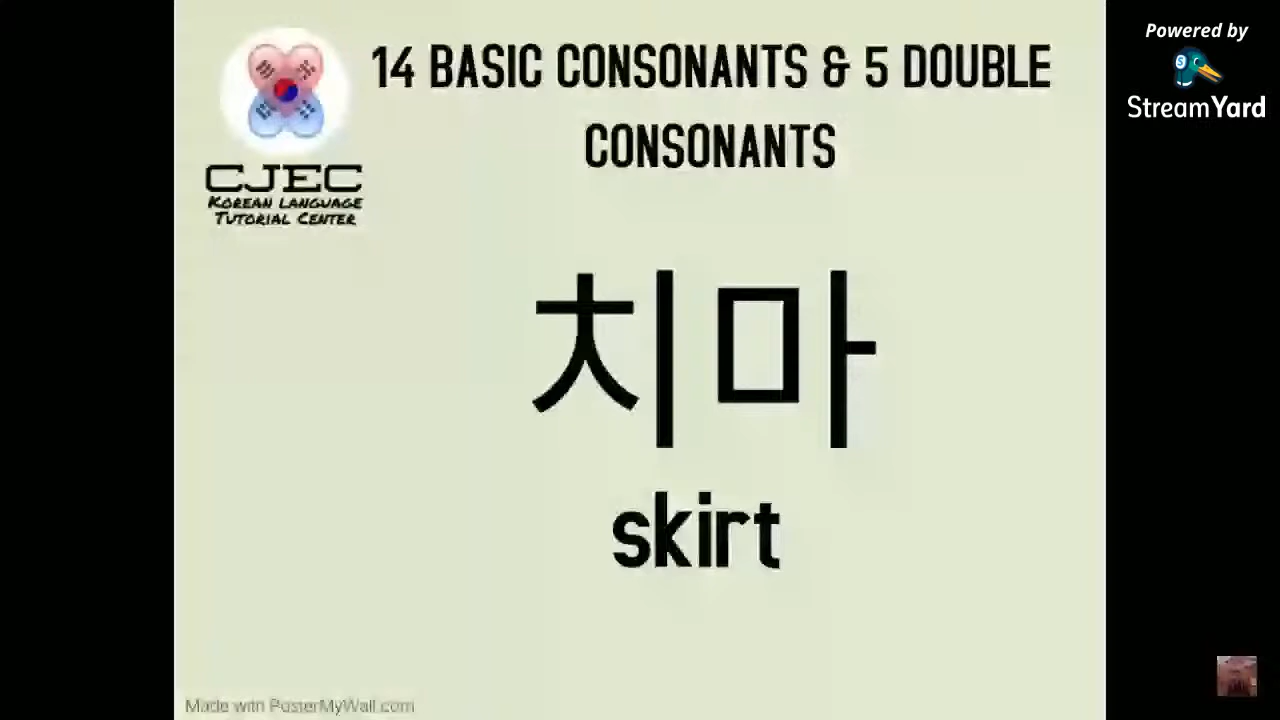 14 BASIC CONSONANTS & 5 DOUBLE
CONSONANTS
CJEC
KOREAN LANGUAGE
TUTORIAL CENTER
치마
skirt
Made with PosterMyWall.com
Powered by
StreamYard